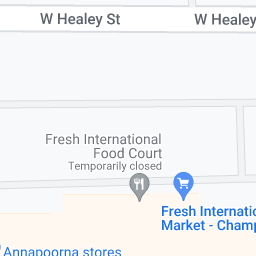 W Healey St
W Healey
Fresh International
Food Court
Temporarily closed
Fresh Internatio
Market - Champ
Annapoorna stores